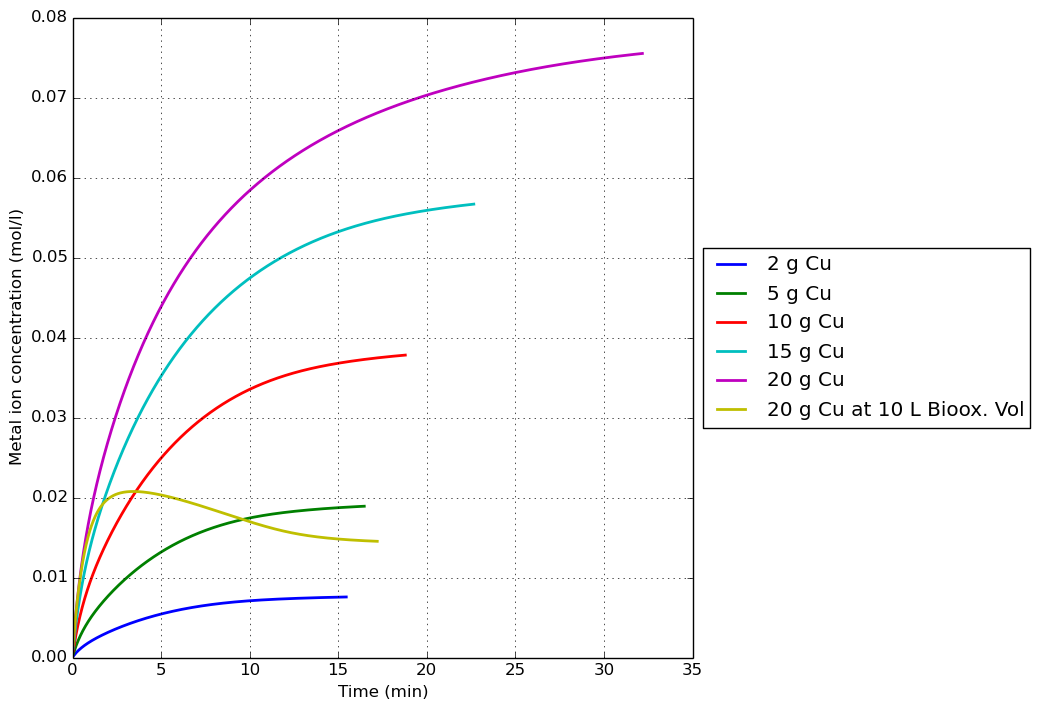 0.08
0.07
0.06
0.05
0.04
0.03
0.02
0.01
0.00
Metal ion concentration (mol/l)
0 5 10 15 20 25 30 35
Time (min)
2 g Cu
5 g Cu
10 g Cu
15 g Cu
20 g Cu
20 g Cu at 10 L Bioox. Vol